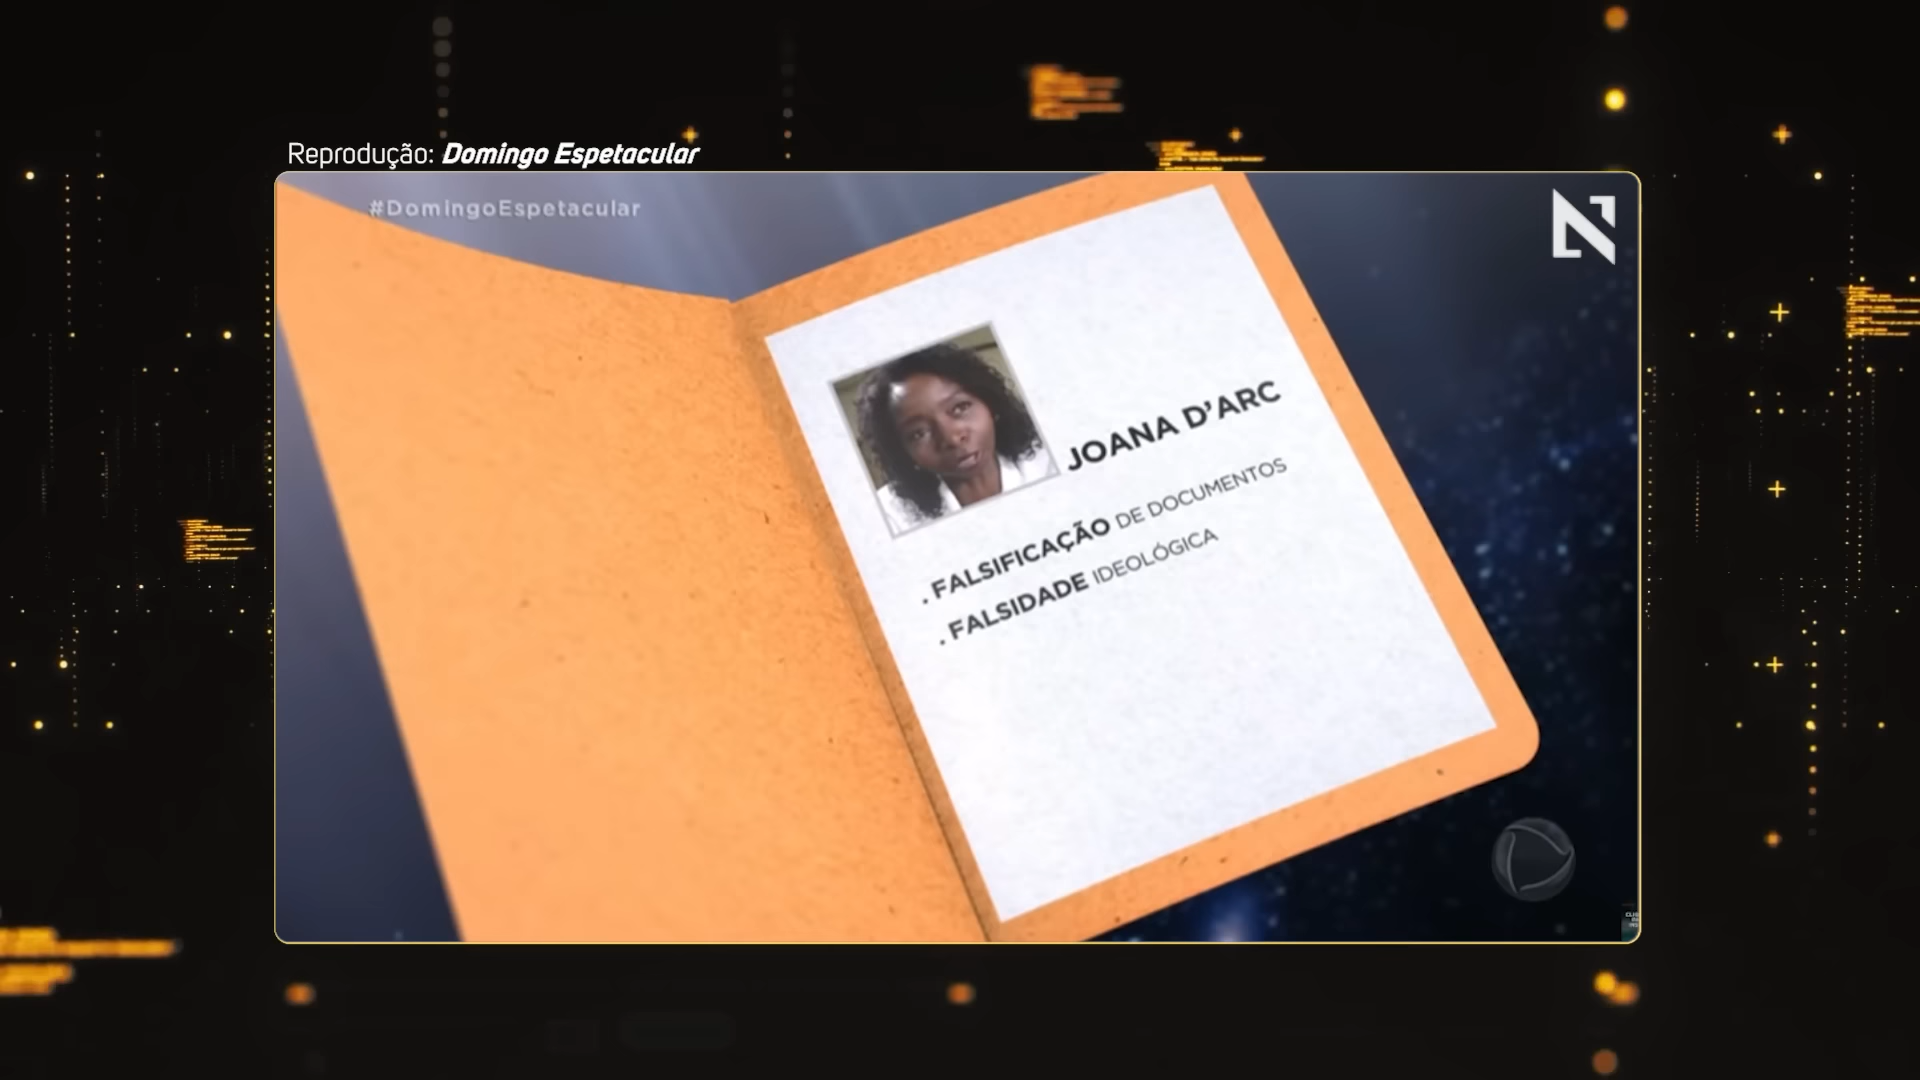 Reprodução: Domingo Espetacular
#DomingoEspetacular
JOANA D'ARC
. FALSIFICAÇÃO DE DOCUMENTOS
. FALSIDADE IDEOLÓGICA